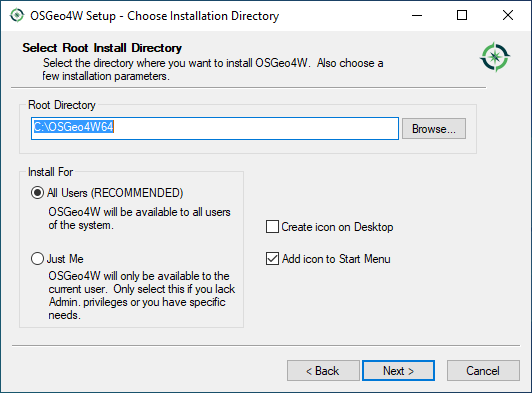 OSGeo4W Setup - Choose Installation Directory
Select Root Install Directory
Select the directory where you want to install OSGeo4W. Also choose a
few installation parameters.
Root Directory
C:\OSGeo4W64
Browse...
Install For
All Users (RECOMMENDED)
OSGeo4W will be available to all users
of the system.
Create icon on Desktop
Just Me
Add icon to Start Menu
OSGeo4W will only be available to the
current user. Only select this if you lack
Admin. privileges or you have specific
needs.
< Back
Next >
Cancel